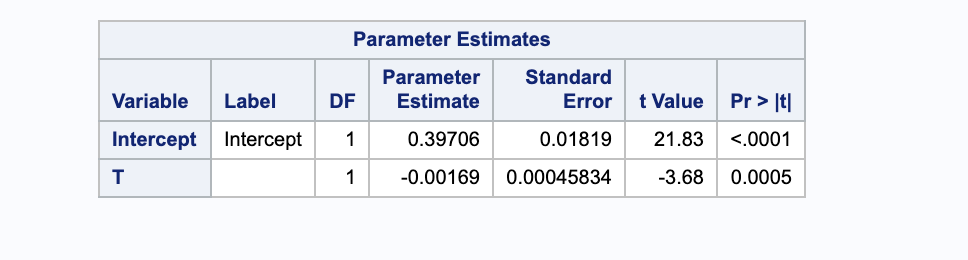 Parameter Estimates
Variable Label DF Parameter Estimate Standard Error t Value Pr > |t|
Intercept Intercept 1 0.39706 0.01819 21.83 <.0001
T 1 -0.00169 0.00045834 -3.68 0.0005